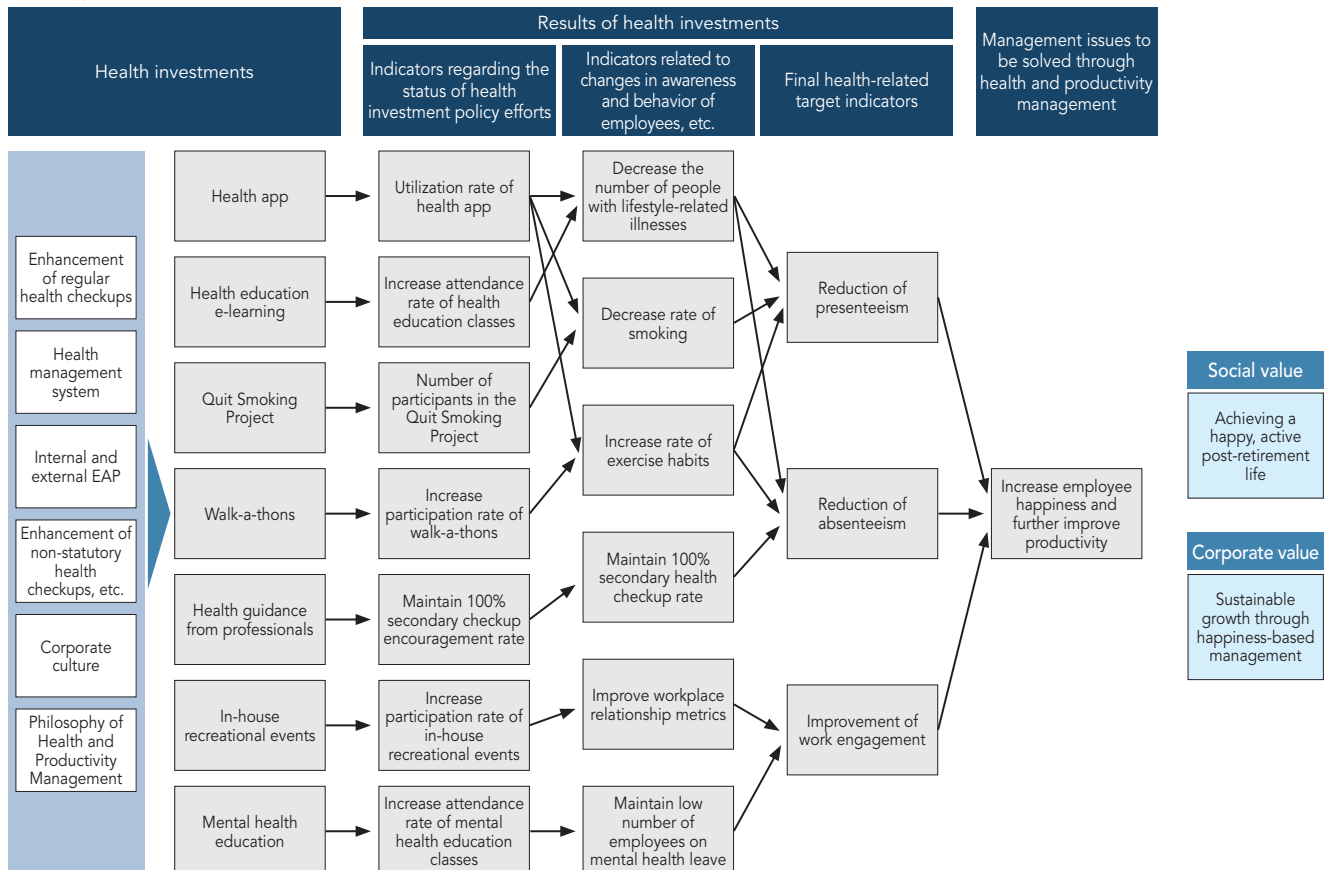 Health investments
Results of health investments
Indicators regarding the
status of health
investment policy efforts
Indicators related to
changes in awareness
and behavior of
employees, etc.
Final health-related
target indicators
Management issues to
be solved through
health and productivity
management
Enhancement
of regular
health checkups
Health
management
system
Internal and
external EAP
Enhancement of
non-statutory
health
checkups, etc.
Corporate
culture
Philosophy of
Health and
Productivity
Management
Health app
Health education
e-learning
Quit Smoking
Project
Walk-a-thons
Health guidance
from professionals
In-house
recreational events
Mental health
education
Utilization rate of
health app
Increase attendance
rate of health
education classes
Number of
participants in the
Quit Smoking
Project
Increase
participation rate of
walk-a-thons
Maintain 100%
secondary checkup
encouragement rate
Increase
participation rate of
in-house
recreational events
Increase attendance
rate of mental
health education
classes
Decrease the
number of people
with lifestyle-related
illnesses
Decrease rate of
smoking
Increase rate of
exercise habits
Maintain 100%
secondary health
checkup rate
Improve workplace
relationship metrics
Maintain low
number of
employees on
mental health leave
Reduction of
presenteeism
Reduction of
absenteeism
Improvement of
work engagement
Increase employee
happiness and
further improve
productivity
Social value
Achieving a
happy, active
post-retirement
life
Corporate value
Sustainable
growth through
happiness-based
management